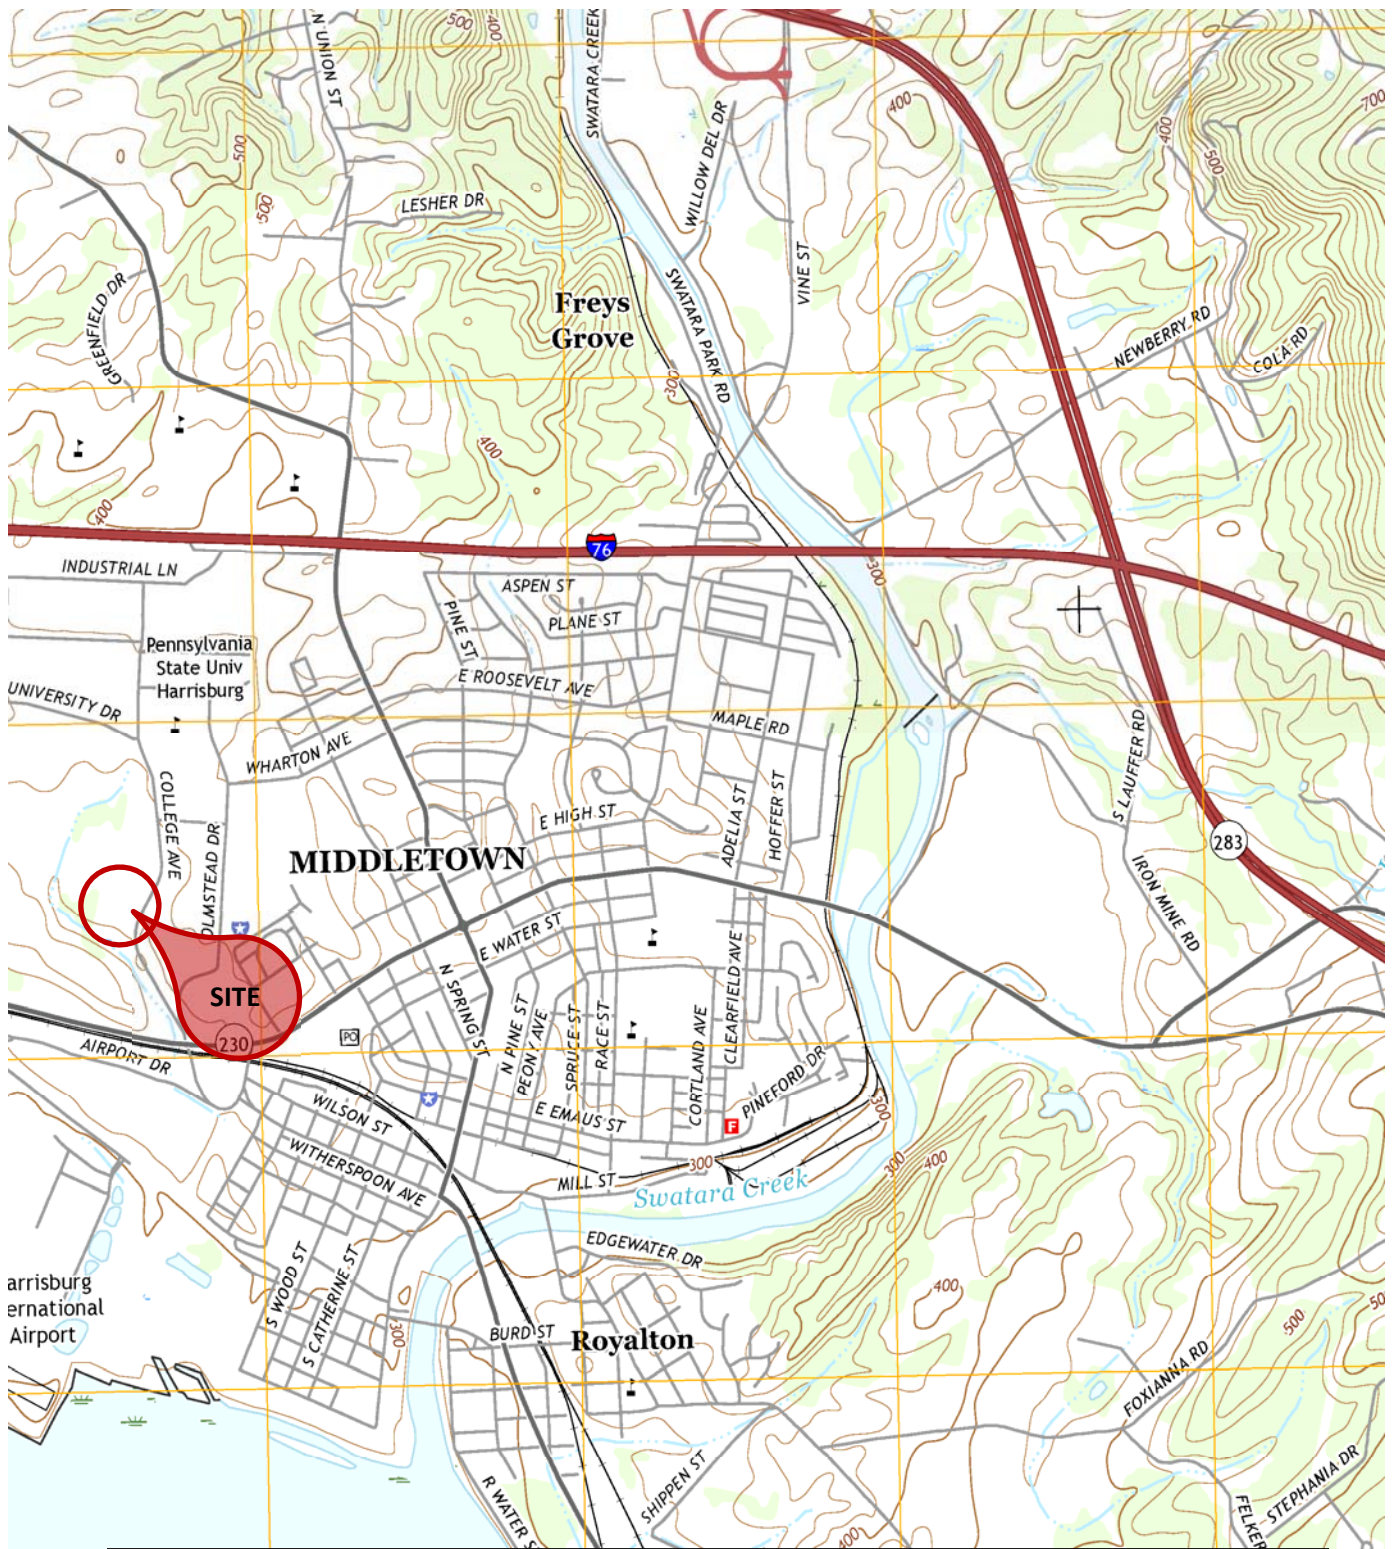 500
400
N UNION ST
SWATARA CREEK
400
700
400
500
500
500
WILLOW DEL DR
LESHER DR
VINE ST
GREENFIELD DR
Freys
Grove
SWATARA PARK RD
NEWBERRY RD
COLA RD
300
400
400
76
300
INDUSTRIAL LN
ASPEN ST
PLANE ST
PINE ST
Pennsylvania
State Univ
Harrisburg
E ROOSEVELT AVE
UNIVERSITY DR
MAPLE RD
S LAUFFER RD
WHARTON AVE
COLLEGE AVE
E HIGH ST
ADELIA ST
HOFFER ST
283
OLMSTEAD DR
MIDDLETOWN
IRON MINE RD
E WATER ST
CLEARFIELD AVE
SITE
N SPRING ST
N PINE ST
PEONY AVE
SPRUCE ST
RACE ST
CORTLAND AVE
230
PO
AIRPORT DR
PINEFORD DR
WILSON ST
E EMAUS ST
F
300
WITHERSPOON AVE
300
300
400
MILL ST
Swatara Creek
EDGEWATER DR
S WOOD ST
S CATHERINE ST
arrisburg
ernational
Airport
400
500
50
300
BURD ST
Royalton
FOXIANNA RD
SHIPPEN ST
R WATER S
STEPHANIA DR
FELKER
400